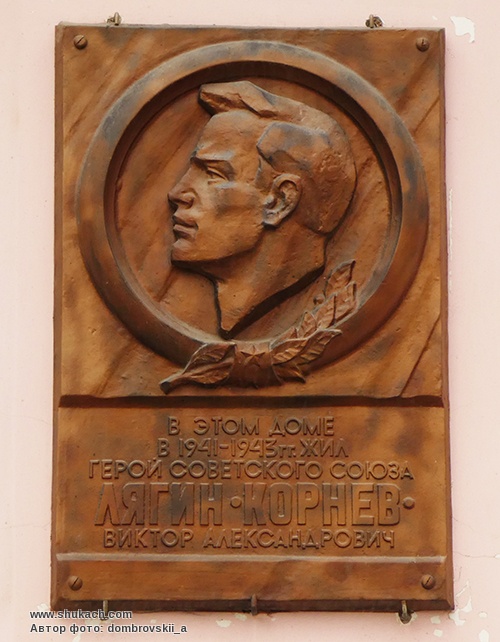 В ЭТОМ ДОМЕ
В 1941-1943гг. ЖИЛ
ГЕРОЙ СОВЕТСКОГО СОЮЗА
ЛЯГИН·КОРНЕВ·
ВИКТОР АЛЕКСАНДРОВИЧ
www.shukach.com
Автор фото: dombrovskii_a